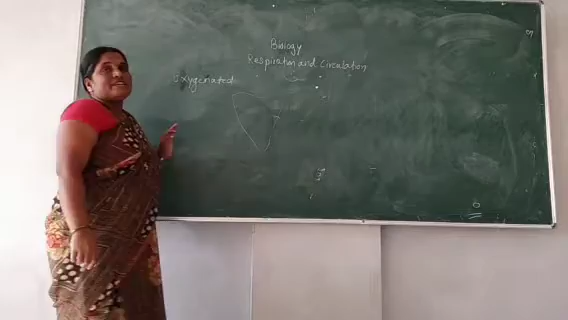 Biology
Respiration and Circulation
Oxygenated